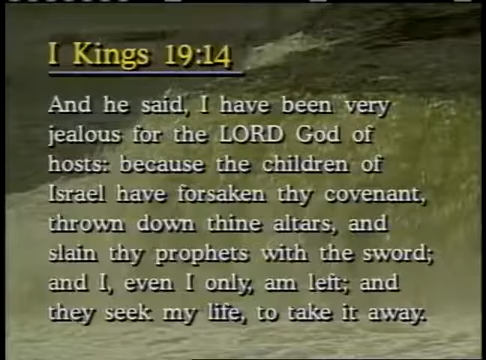 I Kings 19:14
And he said, I have been very
jealous for the LORD God of
hosts: because the children of
Israel have forsaken thy covenant,
thrown down thine altars, and
slain thy prophets with the sword;
and I, even I only, am left; and
they seek my life, to take it away.